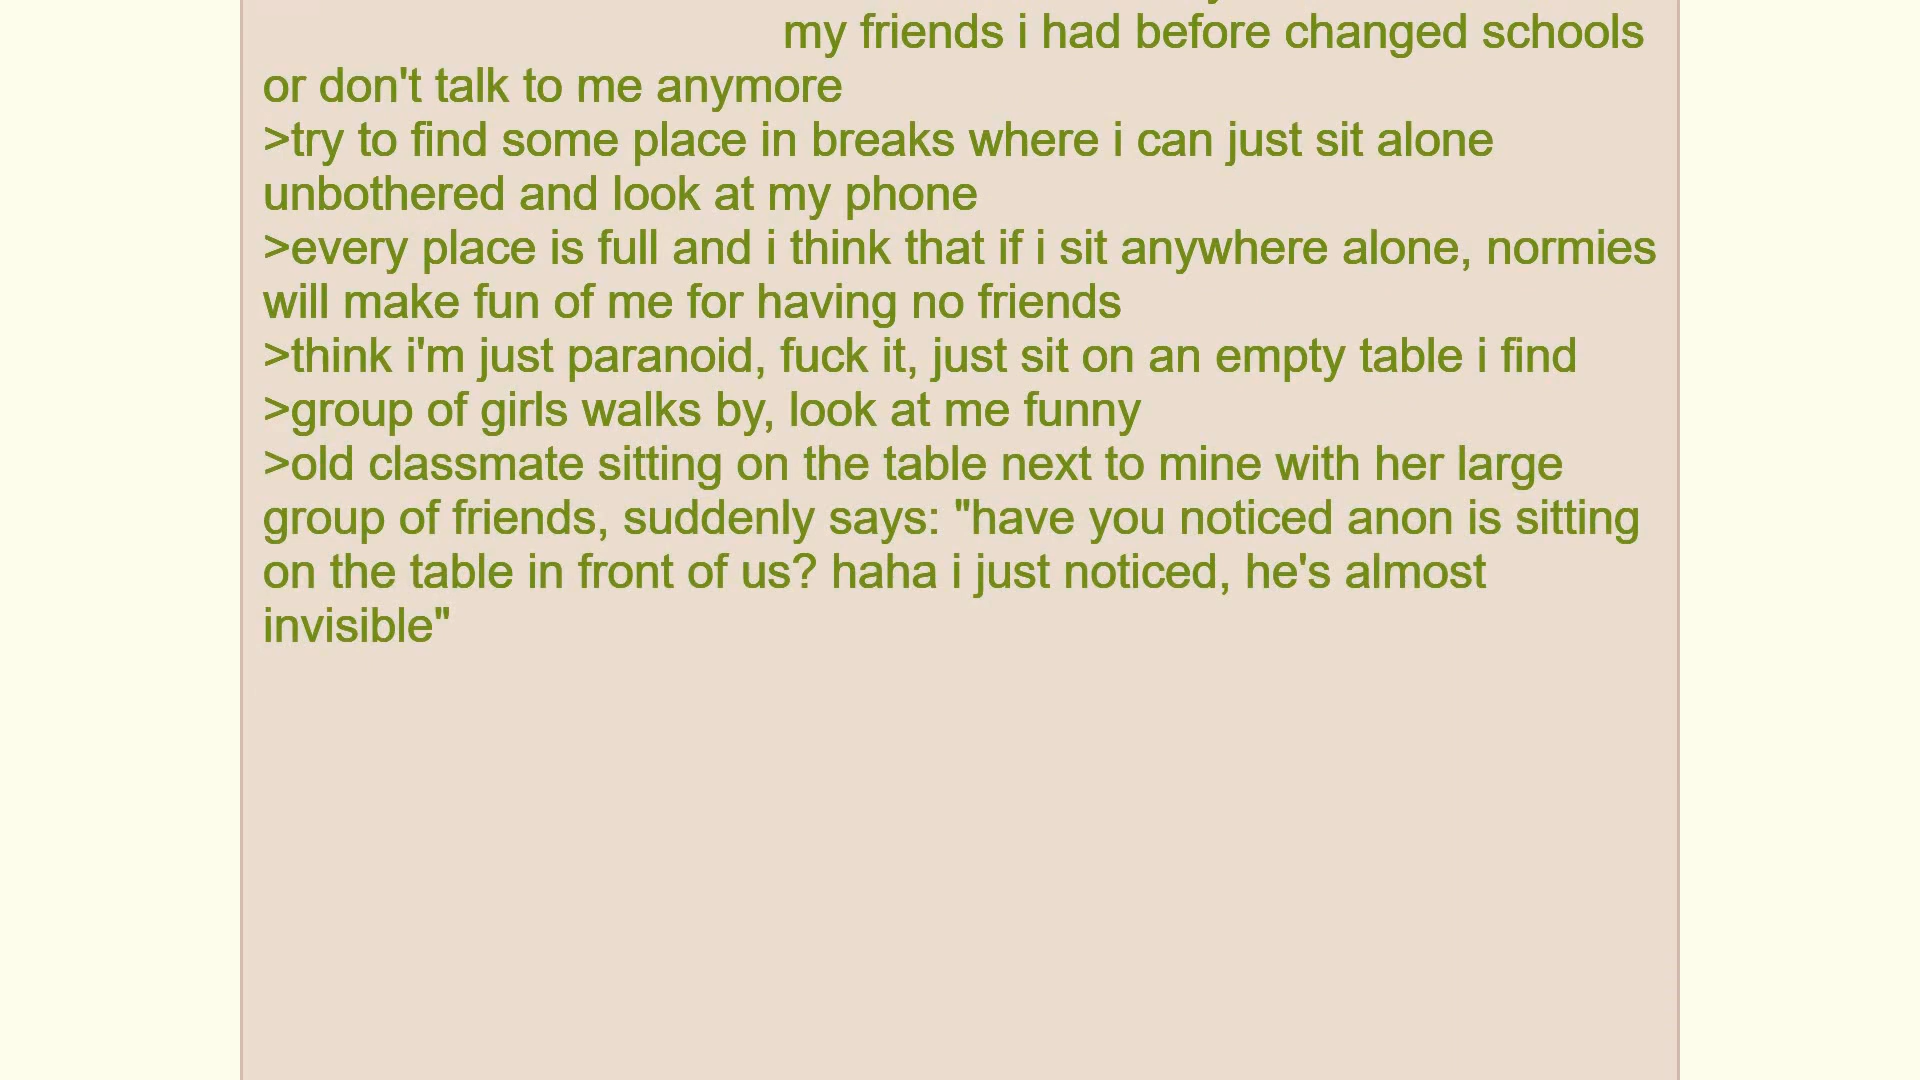 my friends i had before changed schools
or don't talk to me anymore
>try to find some place in breaks where i can just sit alone
unbothered and look at my phone
>every place is full and i think that if i sit anywhere alone, normies
will make fun of me for having no friends
>think i'm just paranoid, fuck it, just sit on an empty table i find
>group of girls walks by, look at me funny
>old classmate sitting on the table next to mine with her large
group of friends, suddenly says: "have you noticed anon is sitting
on the table in front of us? haha i just noticed, he's almost
invisible"